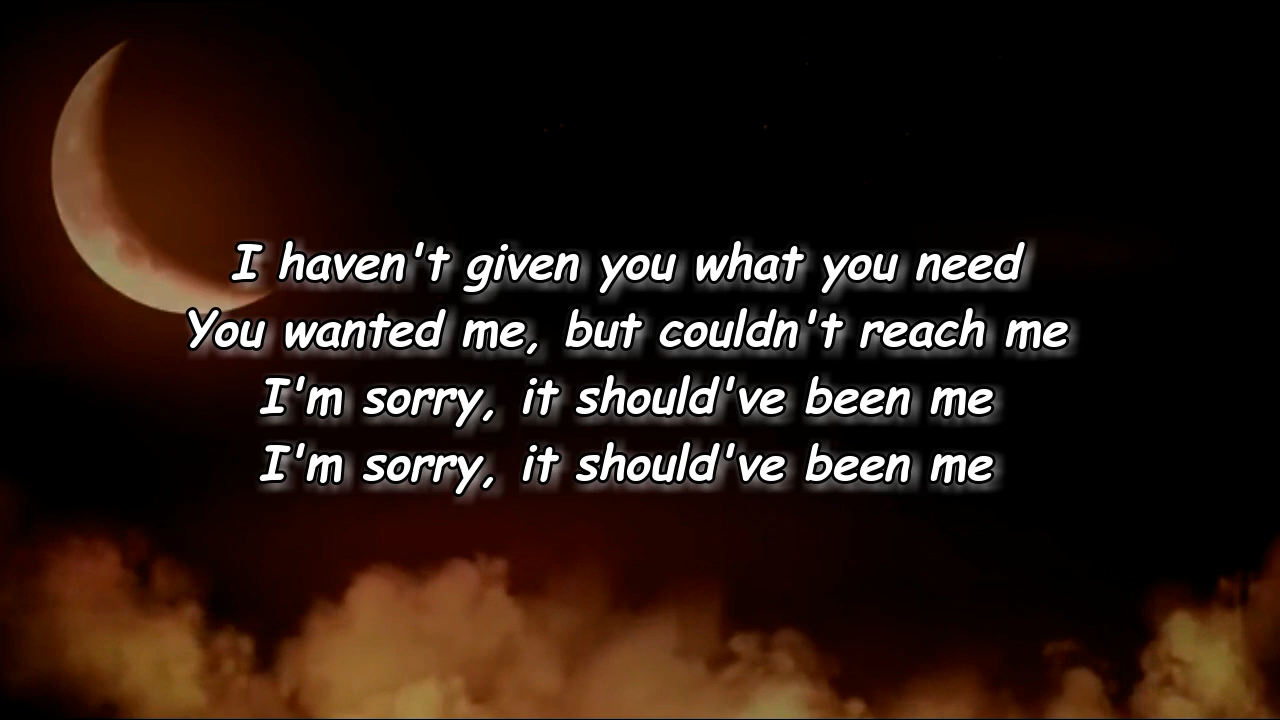 I haven't given you what you need
You wanted me, but couldn't reach me
I'm sorry, it should've been me
I'm sorry, it should've been me